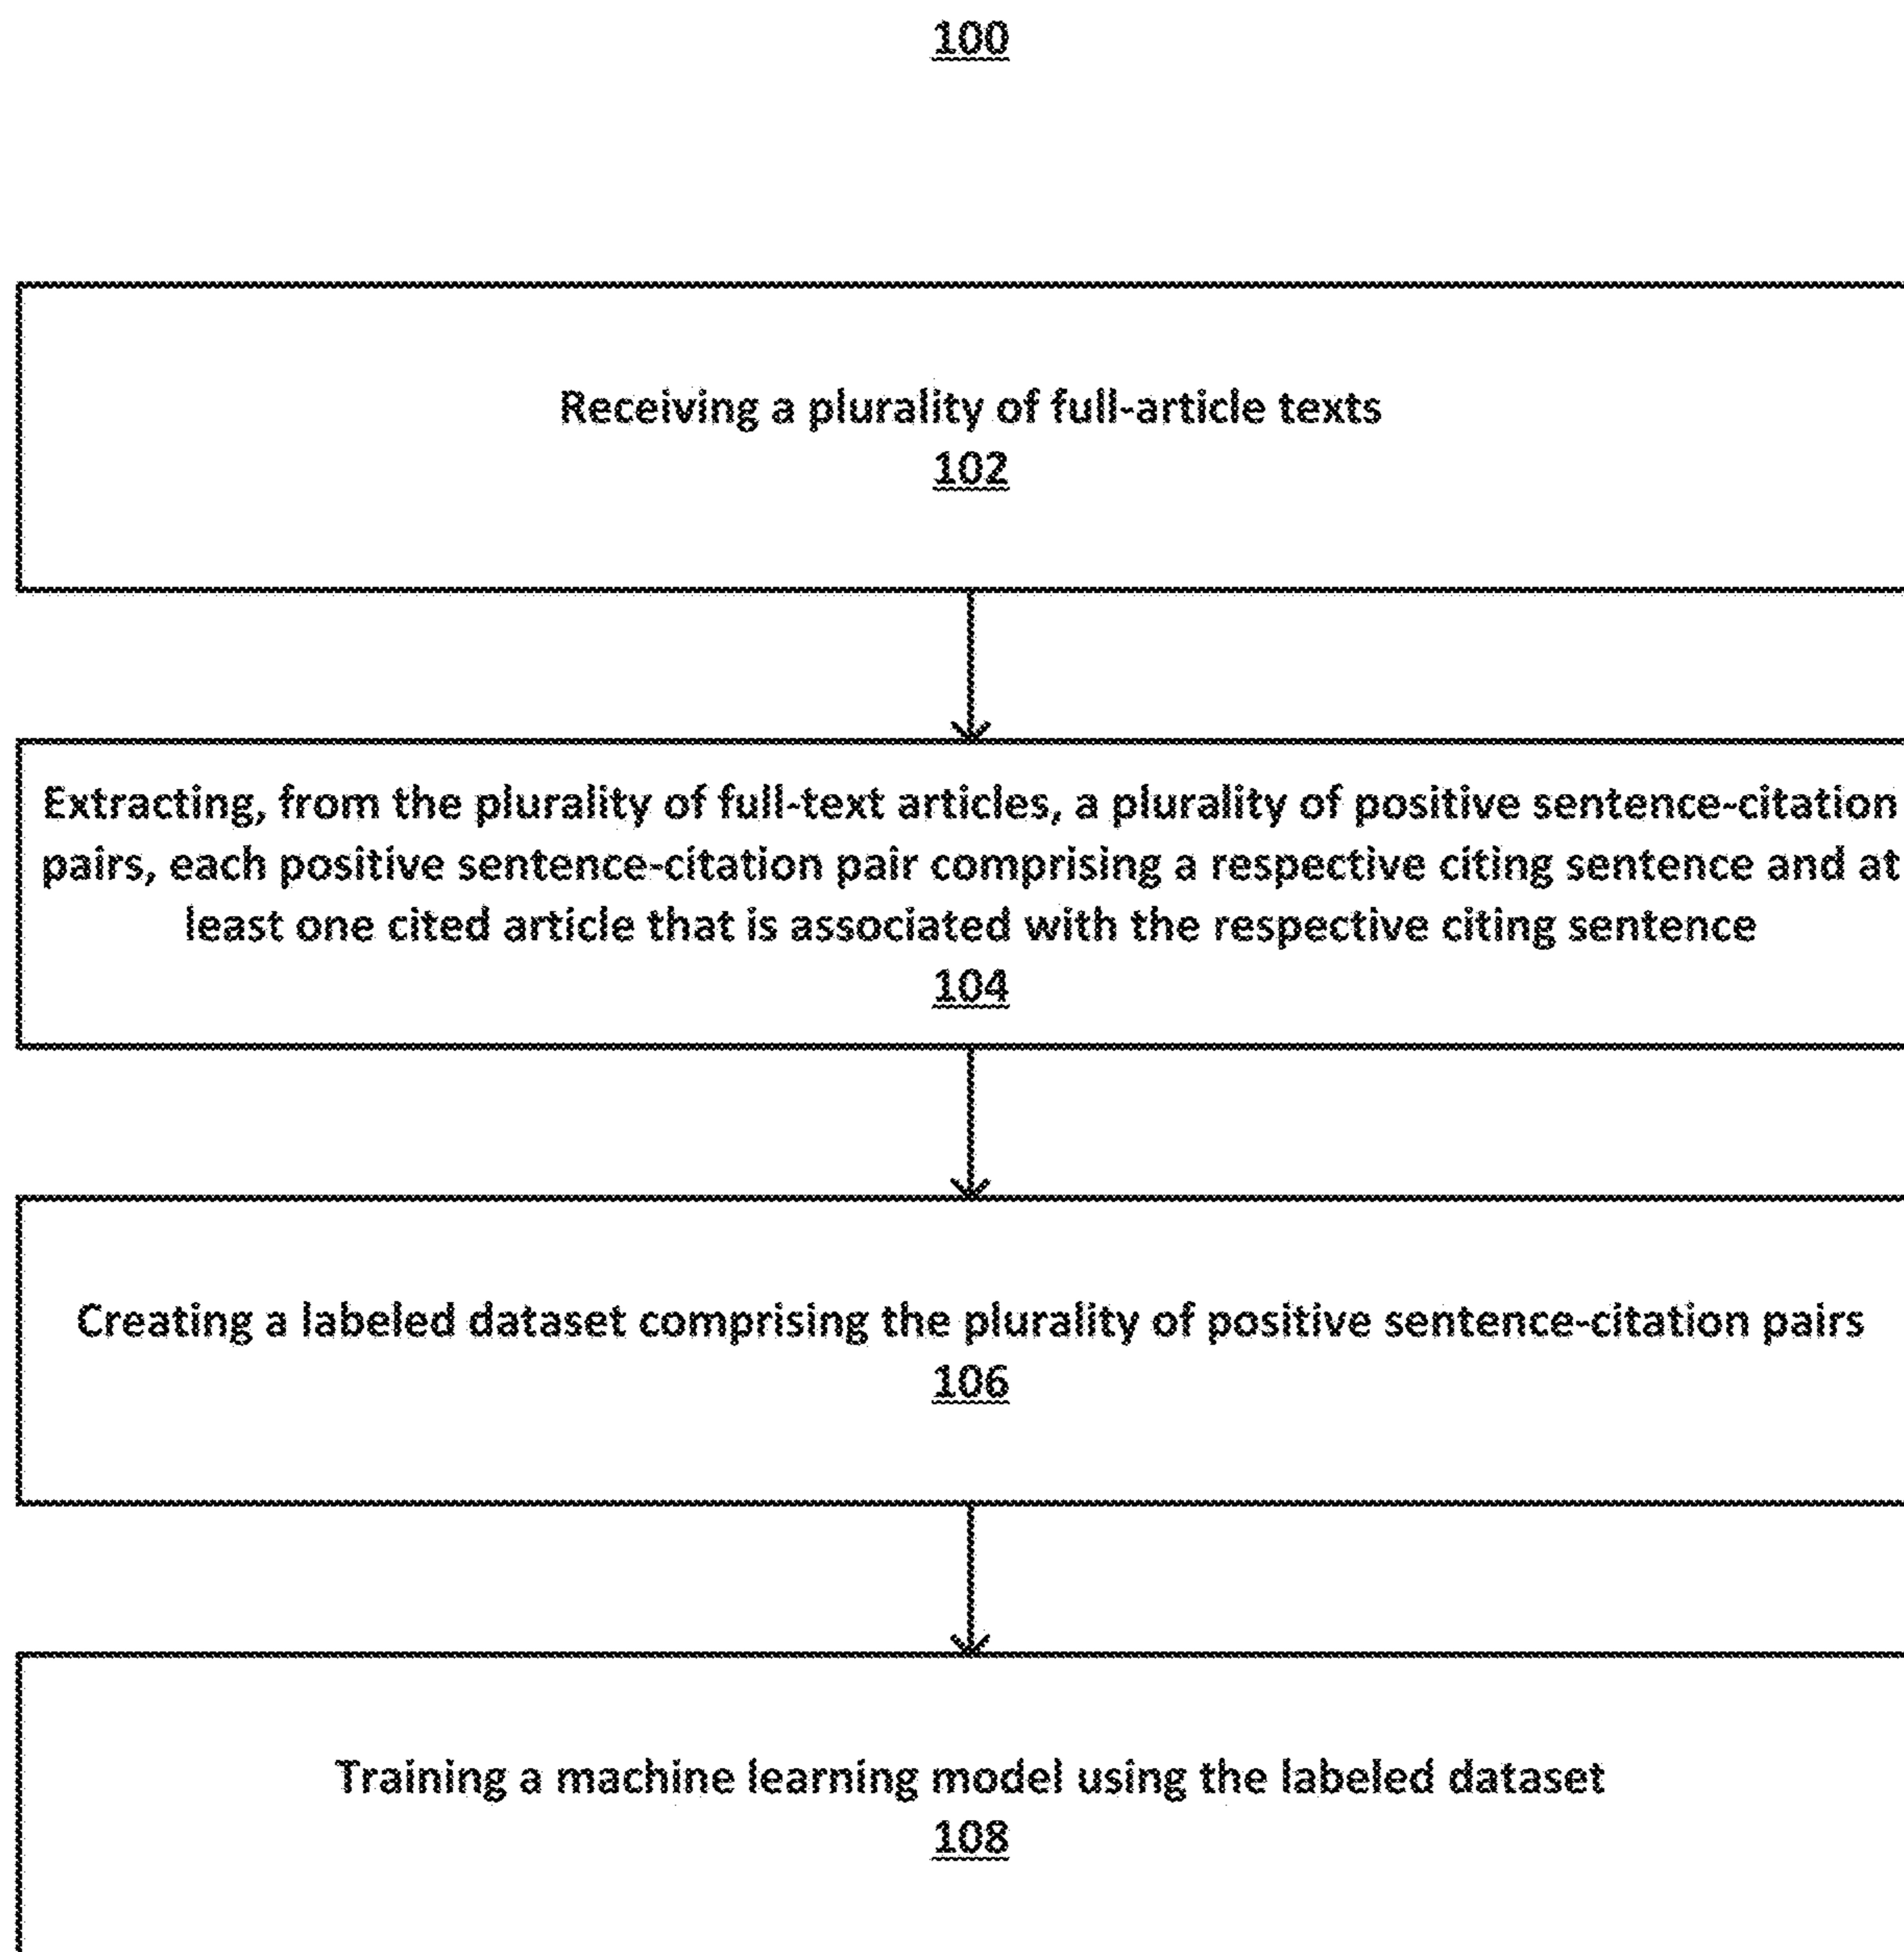 100
Receiving a plurality of full-article texts
102
Extracting, from the plurality of full-text articles, a plurality of positive sentence-citation
pairs, each positive sentence-citation pair comprising a respective citing sentence and at
least one cited article that is associated with the respective citing sentence
104
Creating a labeled dataset comprising the plurality of positive sentence-citation pairs
106
Training a machine learning model using the labeled dataset
108